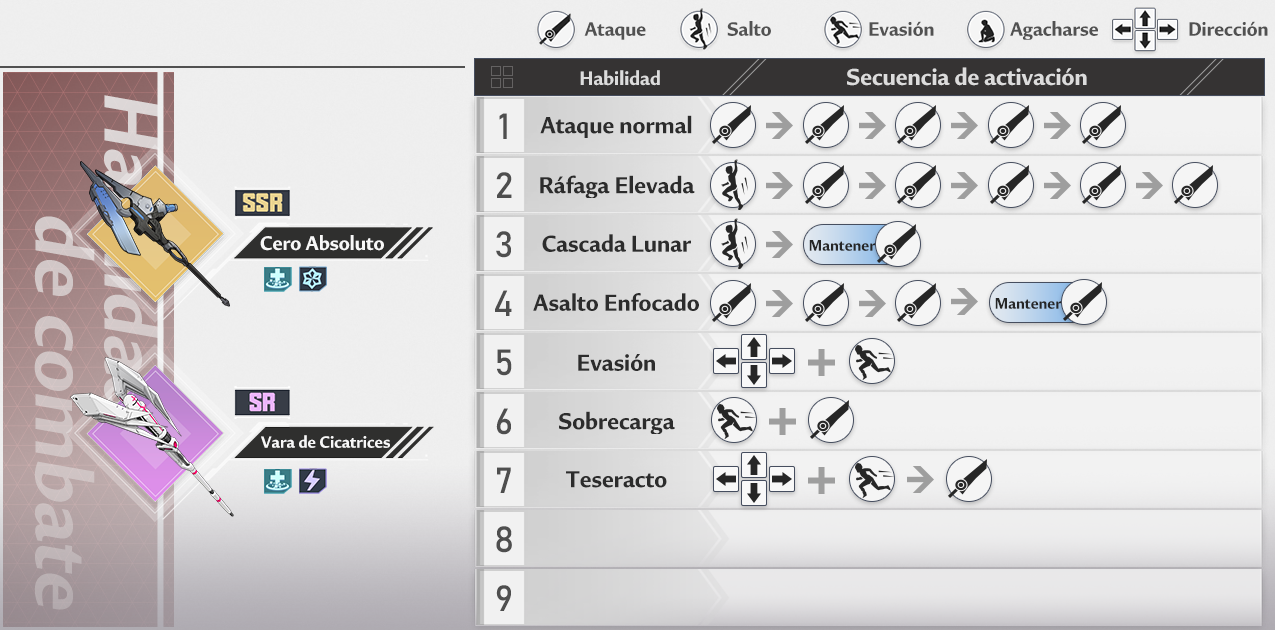 Ataque
Salto
Evasión
Agacharse
Dirección
Habilidades
de combate
SSR
Cero Absoluto
SR
Vara de Cicatrices
Habilidad
Secuencia de activación
1 Ataque normal
2 Ráfaga Elevada
3 Cascada Lunar
Mantener
4 Asalto Enfocado
Mantener
5 Evasión
6 Sobrecarga
7 Teseracto
8
9